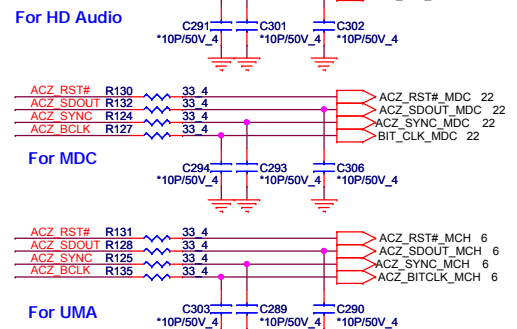 For HD Audio
C291 C301 C302
*10P/50V_4 *10P/50V_4 *10P/50V_4
ACZ_RST# R130 33_4 ACZ_RST#_MDC 22
ACZ_SDOUT R132 33_4 ACZ_SDOUT_MDC 22
ACZ_SYNC R124 33_4 ACZ_SYNC_MDC 22
ACZ_BCLK R127 33_4 BIT_CLK_MDC 22
For MDC
C294 C293 C306
*10P/50V_4 *10P/50V_4 *10P/50V_4
ACZ_RST# R131 33_4 ACZ_RST#_MCH 6
ACZ_SDOUT R128 33_4 ACZ_SDOUT_MCH 6
ACZ_SYNC R125 33_4 ACZ_SYNC_MCH 6
ACZ_BCLK R135 33_4 ACZ_BITCLK_MCH 6
For UMA
C303 C289 C290
*10P/50V_4 *10P/50V_4 *10P/50V_4